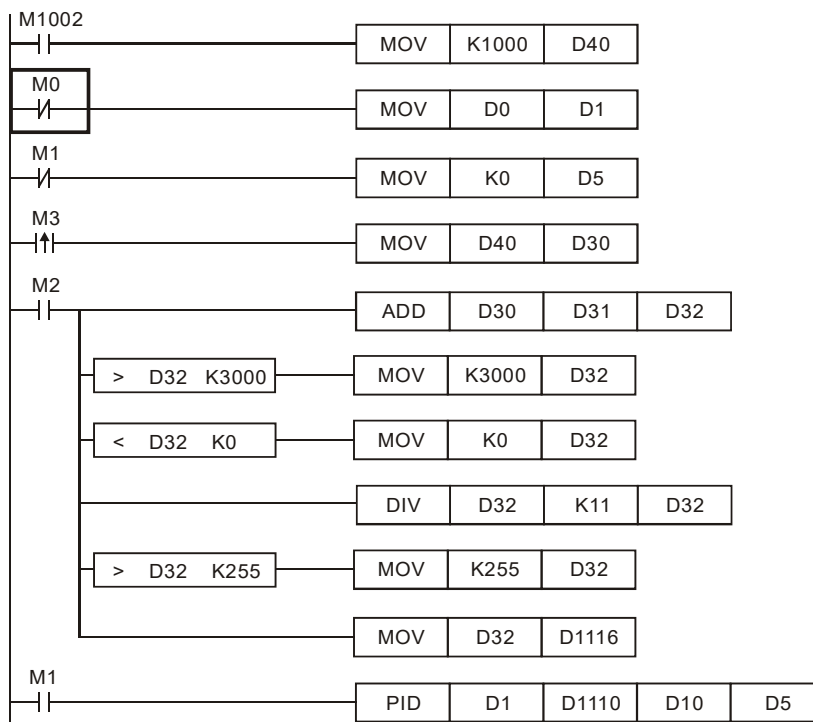 M1002
MOV K1000 D40
M0
MOV D0 D1
M1
MOV K0 D5
M3
MOV D40 D30
M2
ADD D30 D31 D32
> D32 K3000 MOV K3000 D32
< D32 K0 MOV K0 D32
DIV D32 K11 D32
> D32 K255 MOV K255 D32
MOV D32 D1116
M1
PID D1 D1110 D10 D5